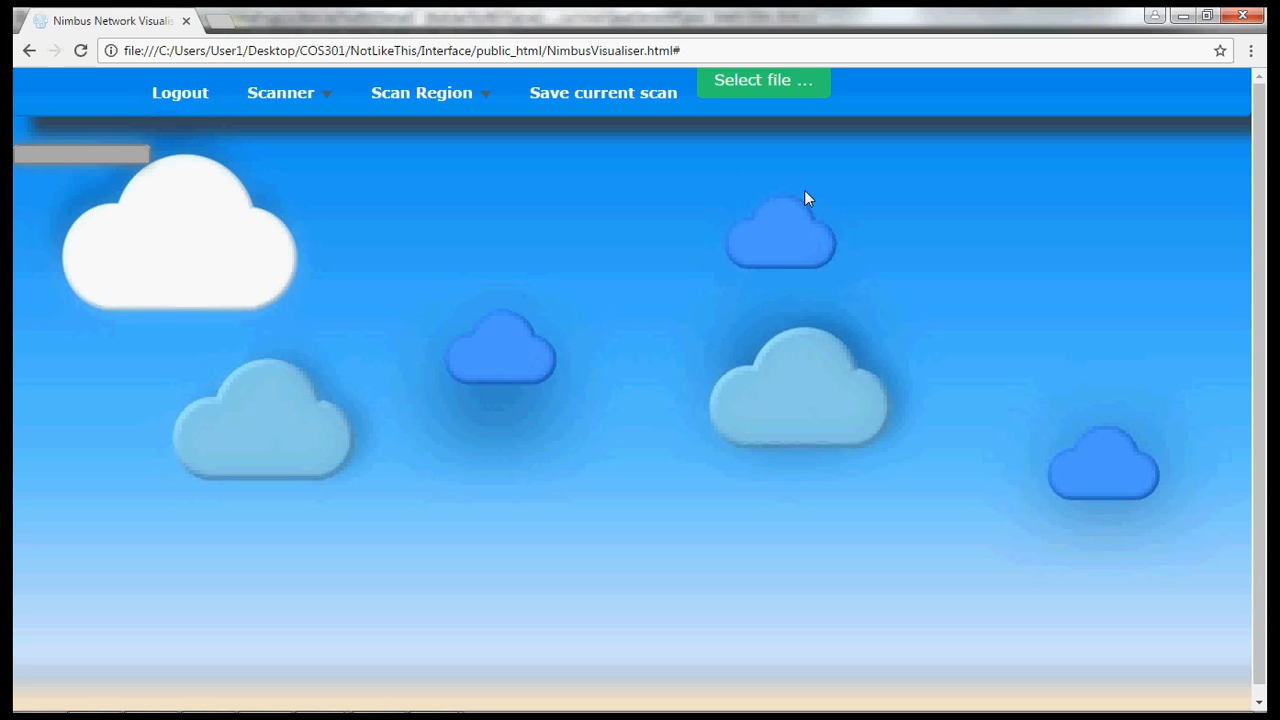 Nimbus Network Visualis
file:///C:/Users/User1/Desktop/COS301/NotLikeThis/Interface/public_html/NimbusVisualiser.html#
Logout Scanner Scan Region Save current scan Select file ...